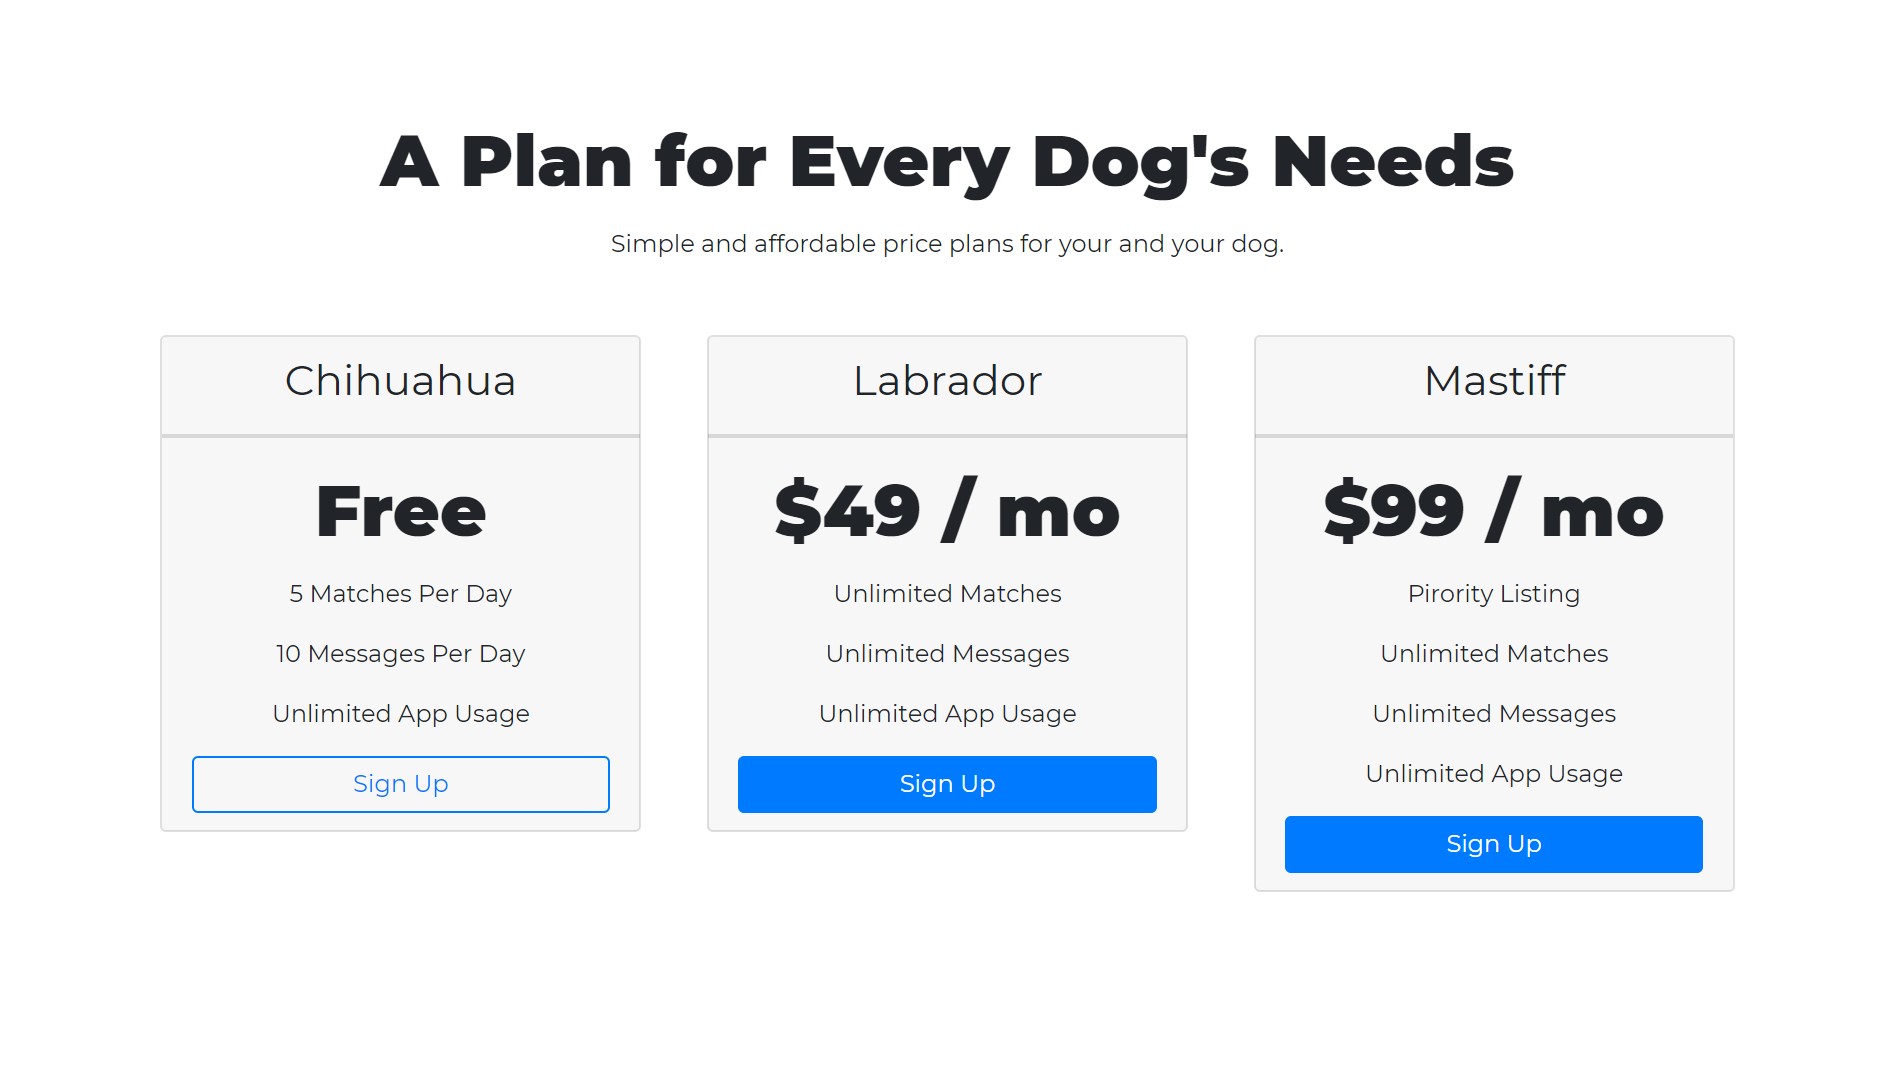 A Plan for Every Dog's Needs
Simple and affordable price plans for your and your dog.
Chihuahua
Free
5 Matches Per Day
10 Messages Per Day
Unlimited App Usage
Sign Up
Labrador
$49 / mo
Unlimited Matches
Unlimited Messages
Unlimited App Usage
Sign Up
Mastiff
$99 / mo
Pirority Listing
Unlimited Matches
Unlimited Messages
Unlimited App Usage
Sign Up